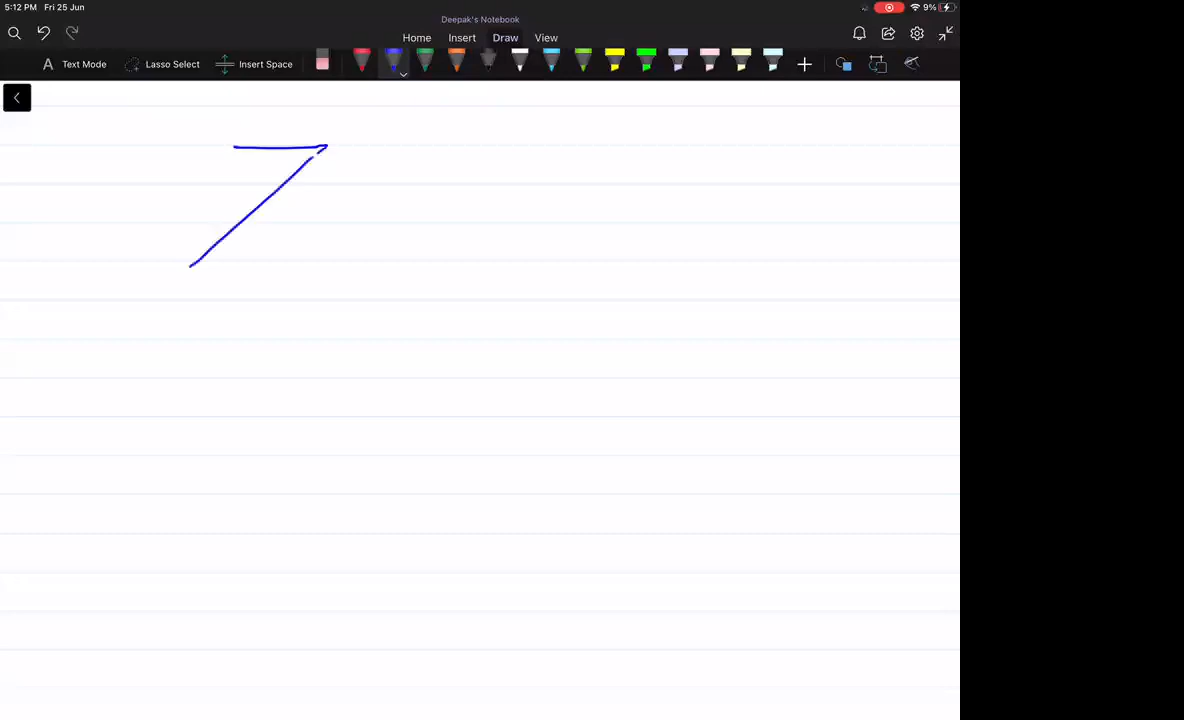 5:12 PM Fri 25 Jun 9%
Deepak's Notebook
Home Insert Draw View
A Text Mode Lasso Select Insert Space